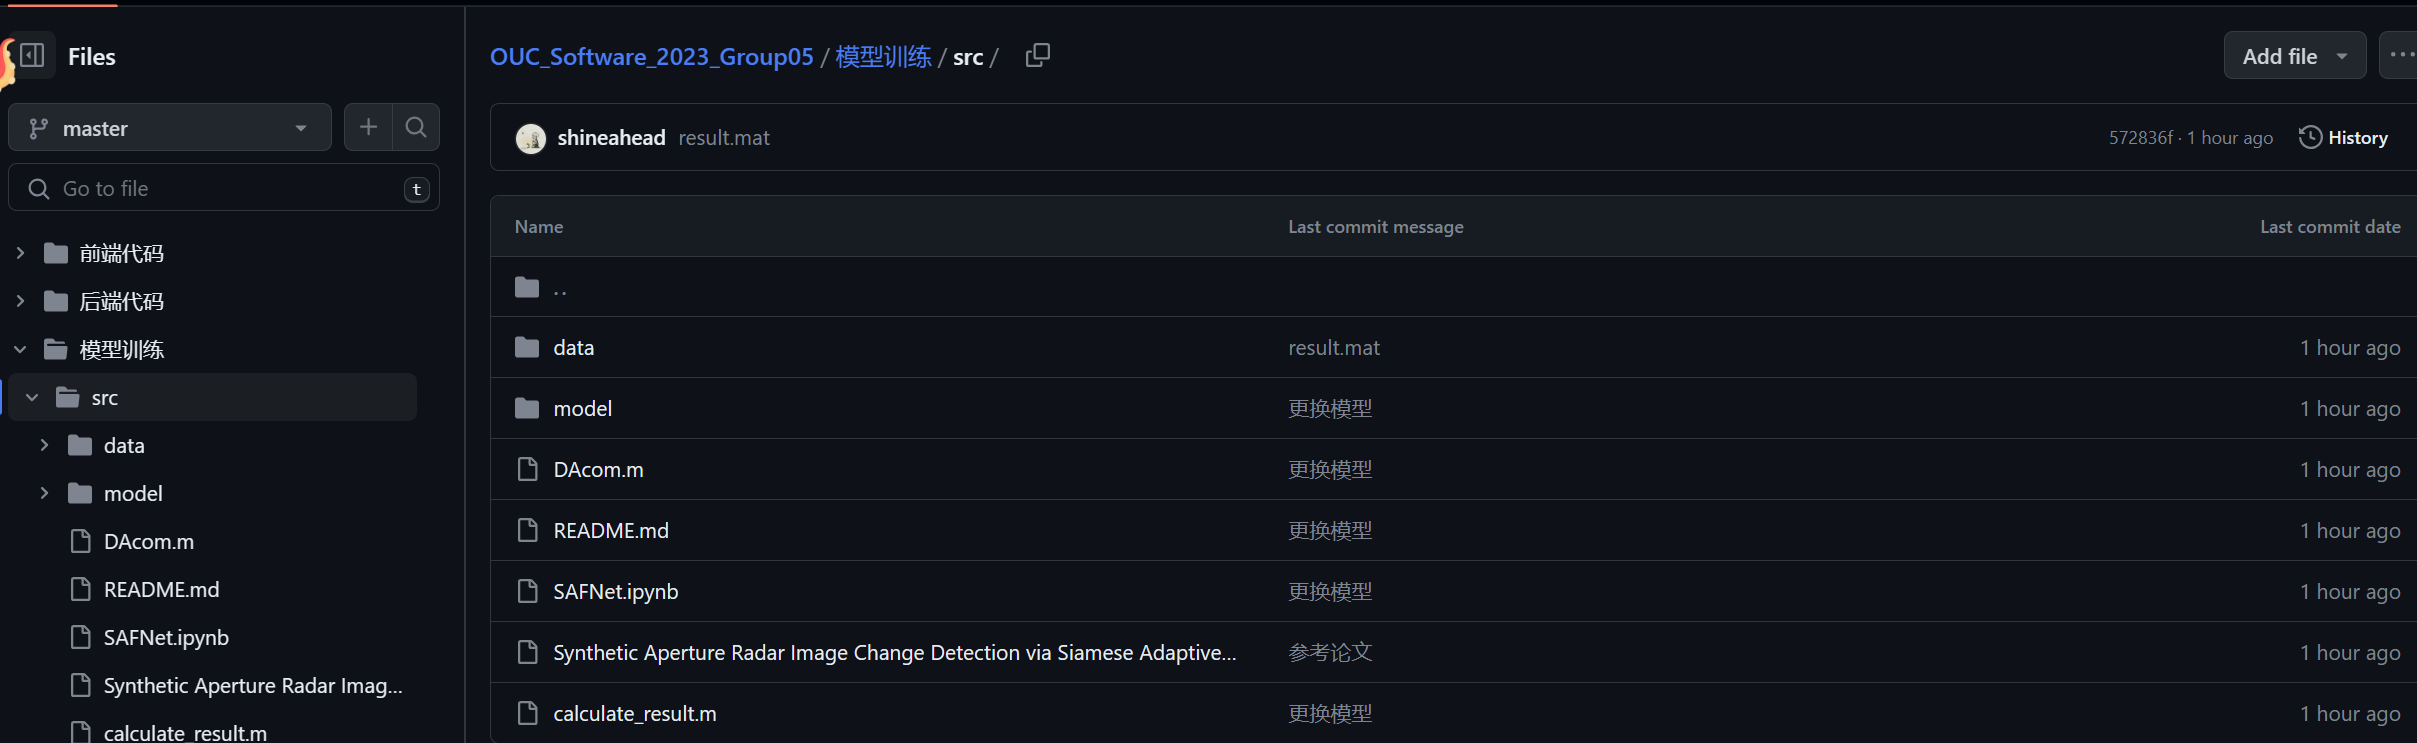 Files
master
Go to file
t
前端代码
后端代码
模型训练
src
data
model
DAcom.m
README.md
SAFNet.ipynb
Synthetic Aperture Radar Imag...
calculate_result.m
OUC_Software_2023_Group05 / 模型训练 / src /
Add file
shineahead result.mat
572836f · 1 hour ago History
Name Last commit message Last commit date
..
data result.mat 1 hour ago
model 更换模型 1 hour ago
DAcom.m 更换模型 1 hour ago
README.md 更换模型 1 hour ago
SAFNet.ipynb 更换模型 1 hour ago
Synthetic Aperture Radar Image Change Detection via Siamese Adaptive... 参考论文 1 hour ago
calculate_result.m 更换模型 1 hour ago